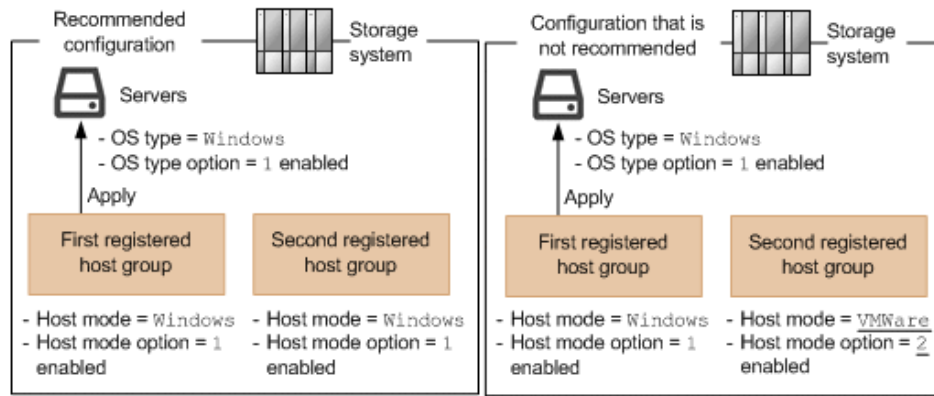 Recommended
configuration
Storage
system
Servers
- OS type = Windows
- OS type option = 1 enabled
Apply
First registered
host group
Second registered
host group
- Host mode = Windows
- Host mode option = 1
enabled
- Host mode = Windows
- Host mode option = 1
enabled
Configuration that is
not recommended
Storage
system
Servers
- OS type = Windows
- OS type option = 1 enabled
Apply
First registered
host group
Second registered
host group
- Host mode = Windows
- Host mode option = 1
enabled
- Host mode = VMWare
- Host mode option = 2
enabled